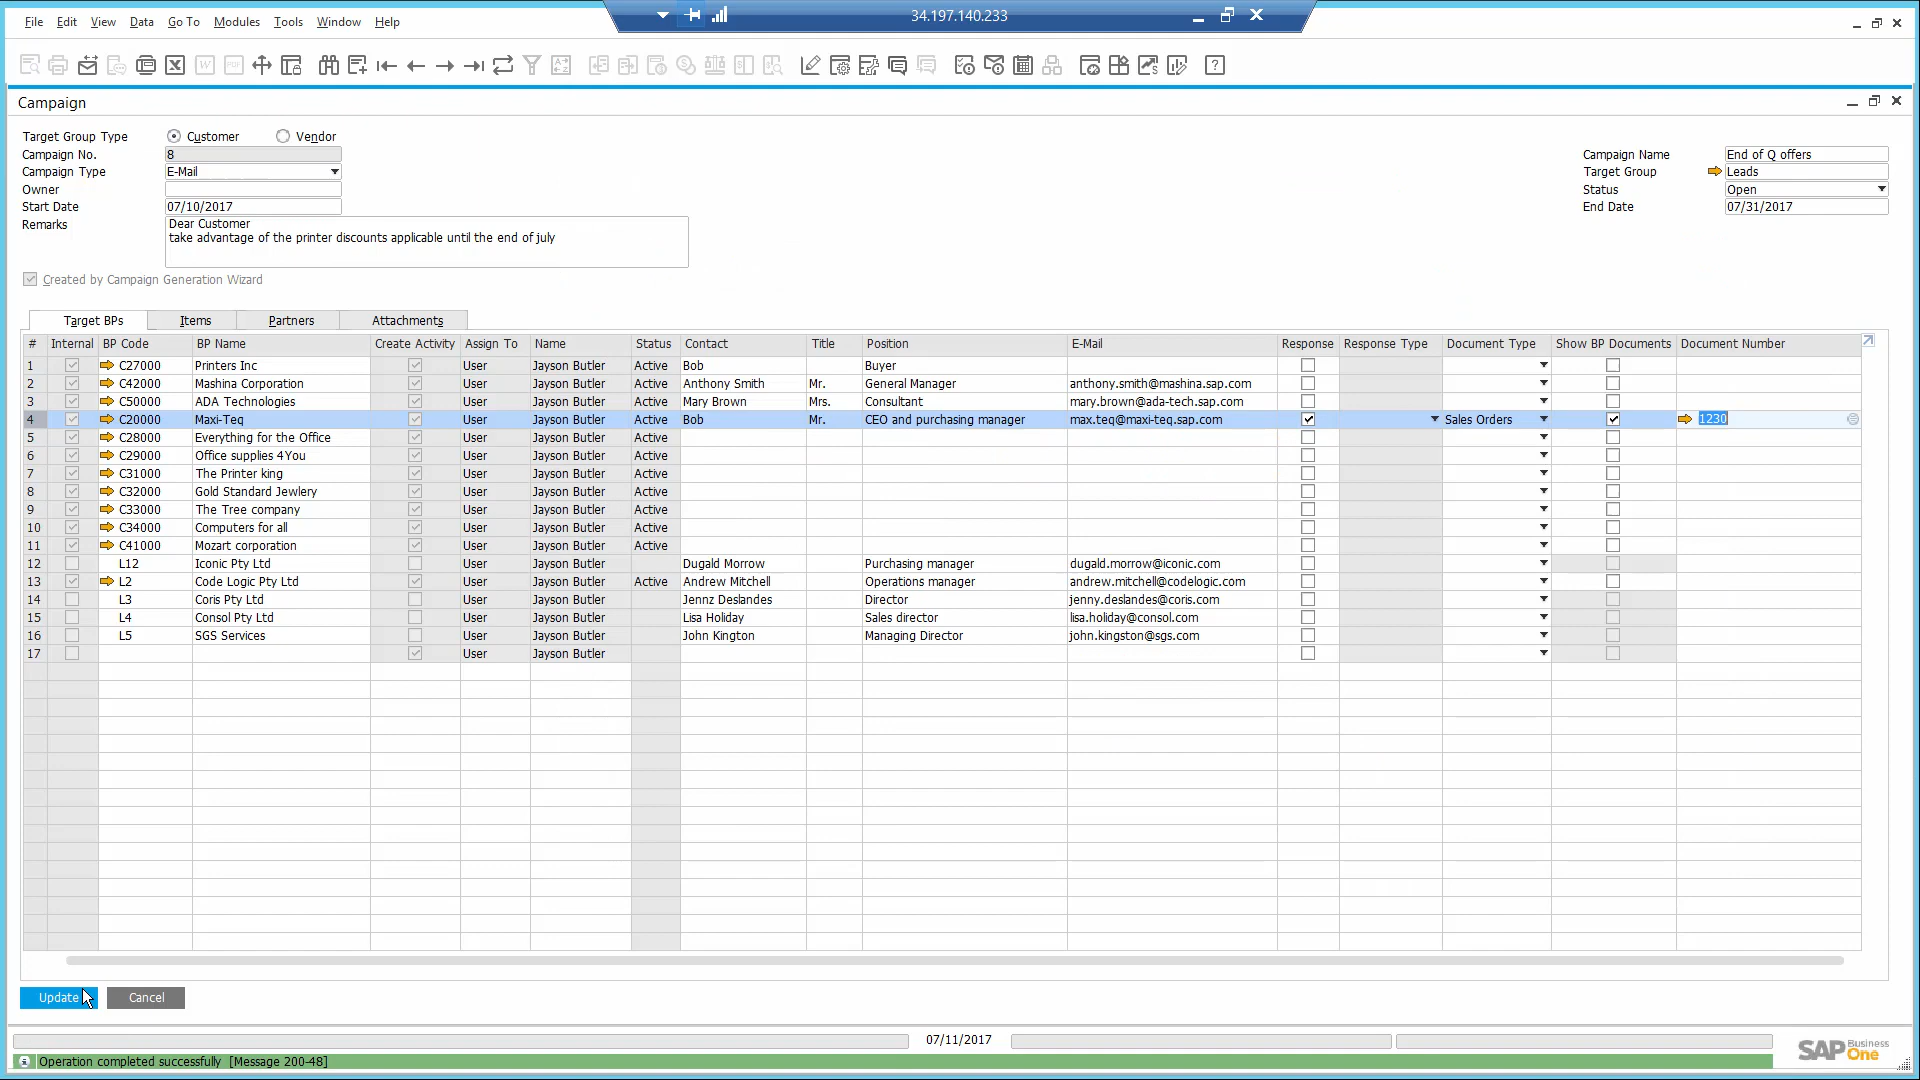 34.197.140.233
File Edit View Data Go To Modules Tools Window Help
Campaign
Target Group Type Customer Vendor
Campaign No. 8 Campaign Name End of Q offers
Campaign Type E-Mail Target Group Leads
Owner Status Open
Start Date 07/10/2017 End Date 07/31/2017
Remarks Dear Customer
take advantage of the printer discounts applicable until the end of july
Created by Campaign Generation Wizard
Target BPs Items Partners Attachments
# Internal BP Code BP Name Create Activity Assign To Name Status Contact Title Position E-Mail Response Response Type Document Type Show BP Documents Document Number
1 C27000 Printers Inc User Jayson Butler Active Bob Buyer
2 C42000 Mashina Corporation User Jayson Butler Active Anthony Smith Mr. General Manager anthony.smith@mashina.sap.com
3 C50000 ADA Technologies User Jayson Butler Active Mary Brown Mrs. Consultant mary.brown@ada-tech.sap.com
4 C20000 Maxi-Teq User Jayson Butler Active Bob Mr. CEO and purchasing manager max.teq@maxi-teq.sap.com Sales Orders 1230
5 C28000 Everything for the Office User Jayson Butler Active
6 C29000 Office supplies 4You User Jayson Butler Active
7 C31000 The Printer king User Jayson Butler Active
8 C32000 Gold Standard Jewlery User Jayson Butler Active
9 C33000 The Tree company User Jayson Butler Active
10 C34000 Computers for all User Jayson Butler Active
11 C41000 Mozart corporation User Jayson Butler Active
12 L12 Iconic Pty Ltd User Jayson Butler Dugald Morrow Purchasing manager dugald.morrow@iconic.com
13 L2 Code Logic Pty Ltd User Jayson Butler Active Andrew Mitchell Operations manager andrew.mitchell@codelogic.com
14 L3 Coris Pty Ltd User Jayson Butler Jennz Deslandes Director jenny.deslandes@coris.com
15 L4 Consol Pty Ltd User Jayson Butler Lisa Holiday Sales director lisa.holiday@consol.com
16 L5 SGS Services User Jayson Butler John Kington Managing Director john.kingston@sgs.com
17 User Jayson Butler
Update Cancel
07/11/2017
Operation completed successfully [Message 200-48]
SAP Business One